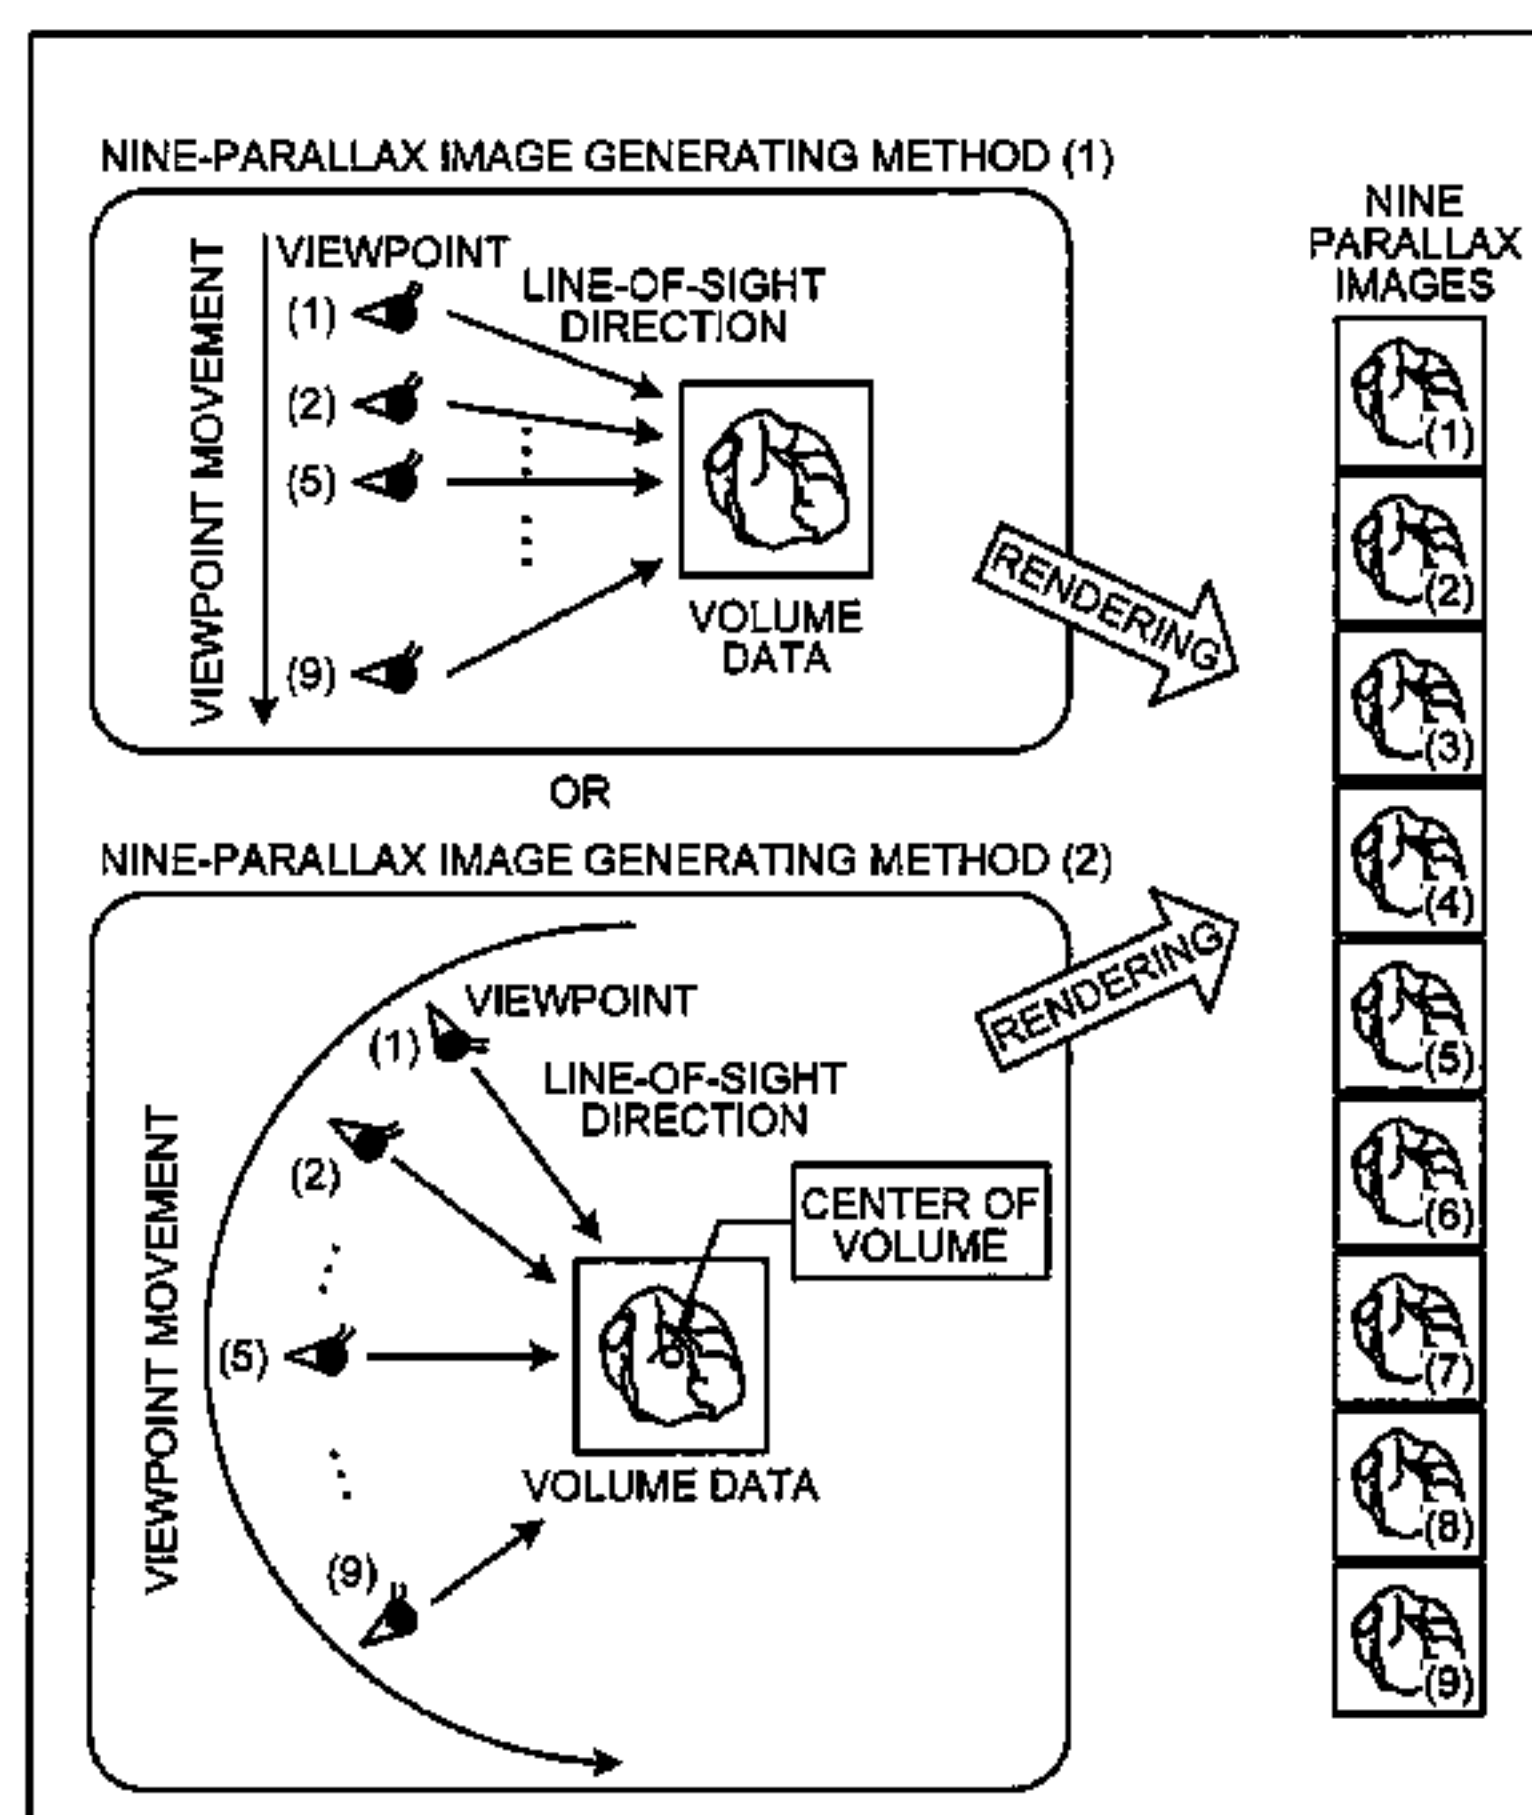 NINE-PARALLAX IMAGE GENERATING METHOD (1)
VIEWPOINT MOVEMENT
VIEWPOINT
LINE-OF-SIGHT
DIRECTION
(1)
(2)
(5)
(9)
VOLUME
DATA
RENDERING
OR
NINE-PARALLAX IMAGE GENERATING METHOD (2)
VIEWPOINT MOVEMENT
VIEWPOINT
(1)
LINE-OF-SIGHT
DIRECTION
(2)
CENTER OF
VOLUME
(5)
VOLUME DATA
(9)
RENDERING
NINE
PARALLAX
IMAGES
(1)
(2)
(3)
(4)
(5)
(6)
(7)
(8)
(9)